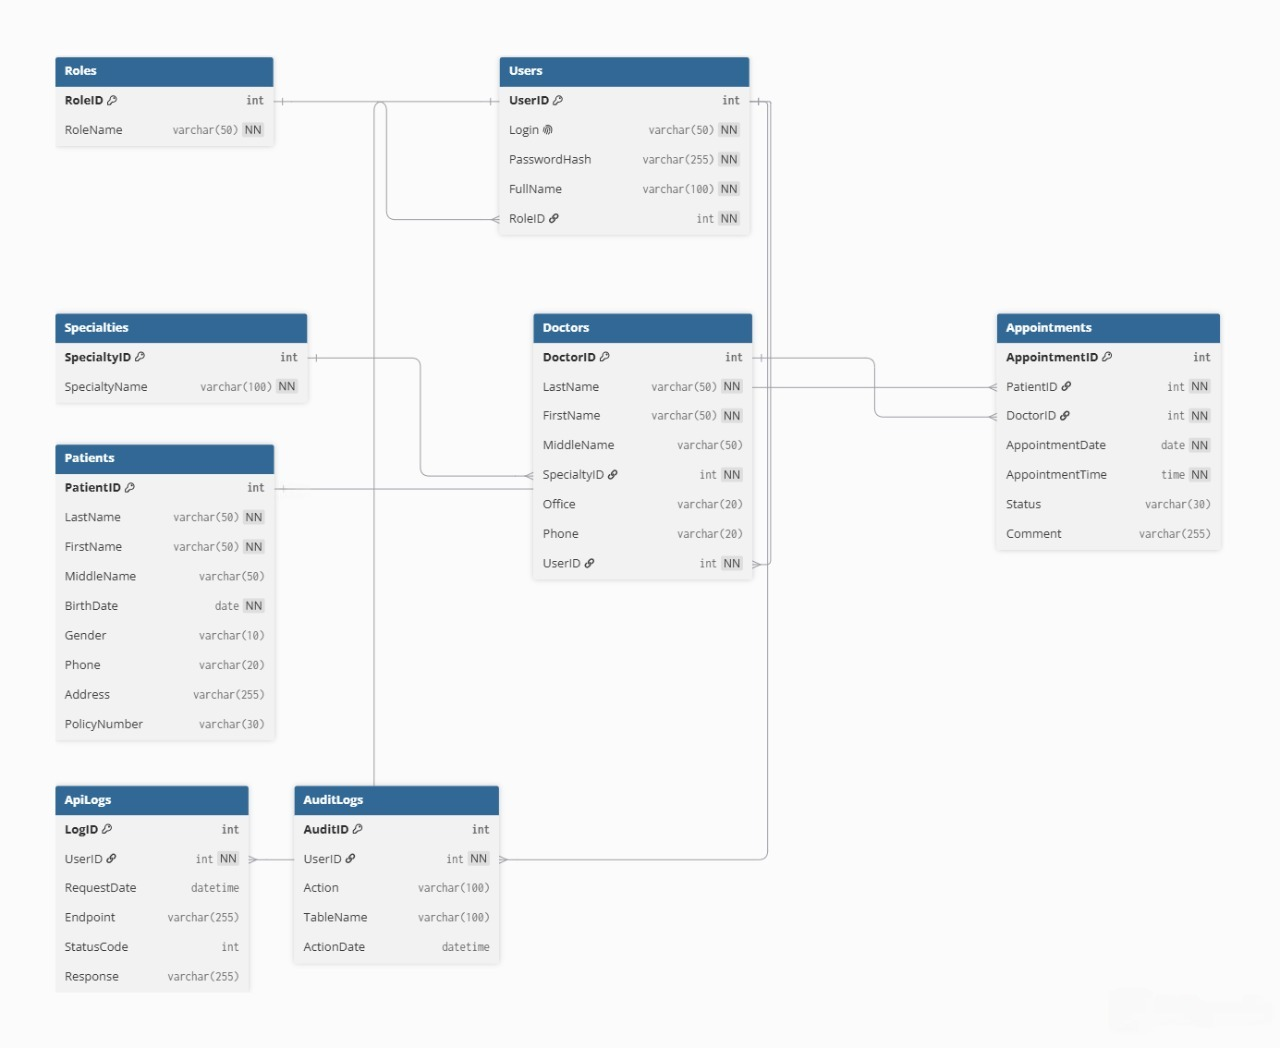 Roles
RoleID int
RoleName varchar(50) NN
Users
UserID int
Login varchar(50) NN
PasswordHash varchar(255) NN
FullName varchar(100) NN
RoleID int NN
Specialties
SpecialtyID int
SpecialtyName varchar(100) NN
Doctors
DoctorID int
LastName varchar(50) NN
FirstName varchar(50) NN
MiddleName varchar(50)
SpecialtyID int NN
Office varchar(20)
Phone varchar(20)
UserID int NN
Appointments
AppointmentID int
PatientID int NN
DoctorID int NN
AppointmentDate date NN
AppointmentTime time NN
Status varchar(30)
Comment varchar(255)
Patients
PatientID int
LastName varchar(50) NN
FirstName varchar(50) NN
MiddleName varchar(50)
BirthDate date NN
Gender varchar(10)
Phone varchar(20)
Address varchar(255)
PolicyNumber varchar(30)
ApiLogs
LogID int
UserID int NN
RequestDate datetime
Endpoint varchar(255)
StatusCode int
Response varchar(255)
AuditLogs
AuditID int
UserID int NN
Action varchar(100)
TableName varchar(100)
ActionDate datetime